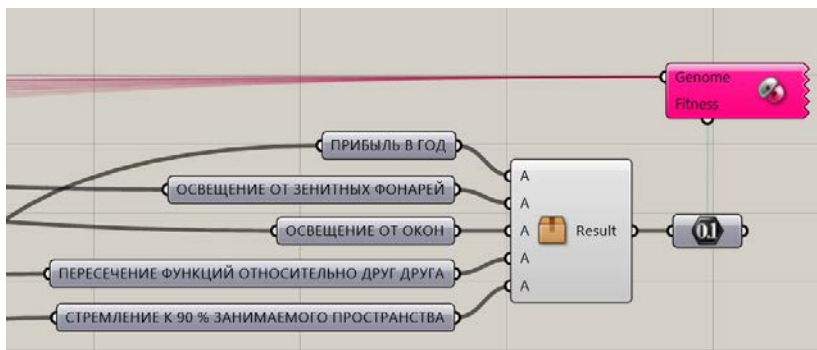 Genome
Fitness
ПРИБЫЛЬ В ГОД
ОСВЕЩЕНИЕ ОТ ЗЕНИТНЫХ ФОНАРЕЙ
ОСВЕЩЕНИЕ ОТ ОКОН
ПЕРЕСЕЧЕНИЕ ФУНКЦИЙ ОТНОСИТЕЛЬНО ДРУГ ДРУГА
СТРЕМЛЕНИЕ К 90 % ЗАНИМАЕМОГО ПРОСТРАНСТВА
A
A
A
A
A
Result
0.1